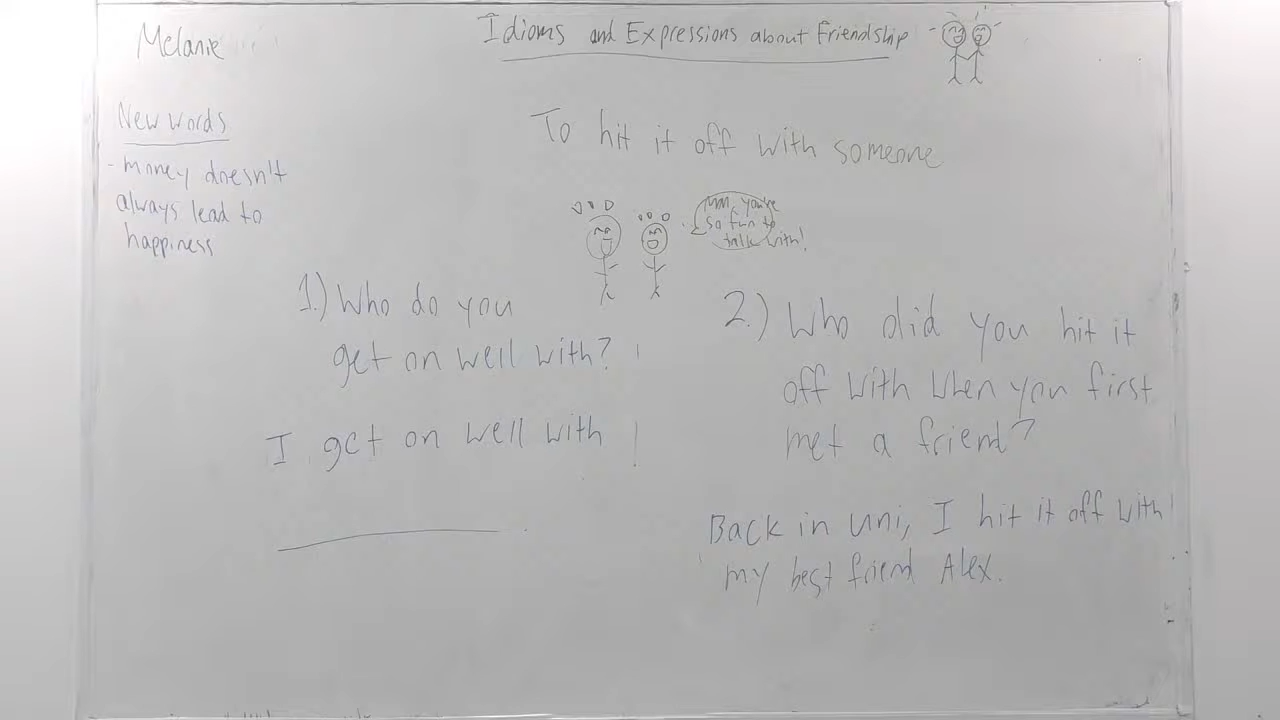 Melanie
Idioms and Expressions about Friendship
New words
- money doesn't
always lead to
happiness
To hit it off with someone
you're
so fun to
talk with!
1.) Who do you
get on well with?
I get on well with
2.) Who did you hit it
off with when you first
met a friend?
Back in uni, I hit it off with
my best friend Alex.